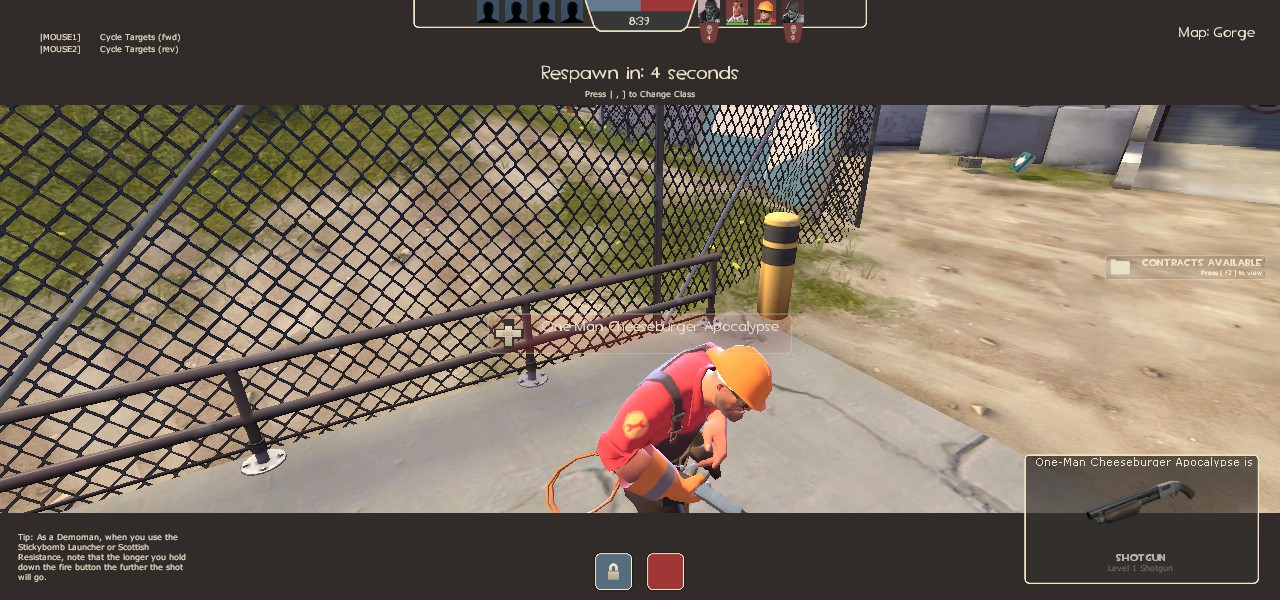 8:39
4
9
[MOUSE1] Cycle Targets (fwd)
[MOUSE2] Cycle Targets (rev)
Map: Gorge
Respawn in: 4 seconds
Press [ , ] to Change Class
CONTRACTS AVAILABLE
Press [ F2 ] to view
One-Man Cheeseburger Apocalypse
One-Man Cheeseburger Apocalypse is
SHOTGUN
Level 1 Shotgun
Tip: As a Demoman, when you use the
Stickybomb Launcher or Scottish
Resistance, note that the longer you hold
down the fire button the further the shot
will go.